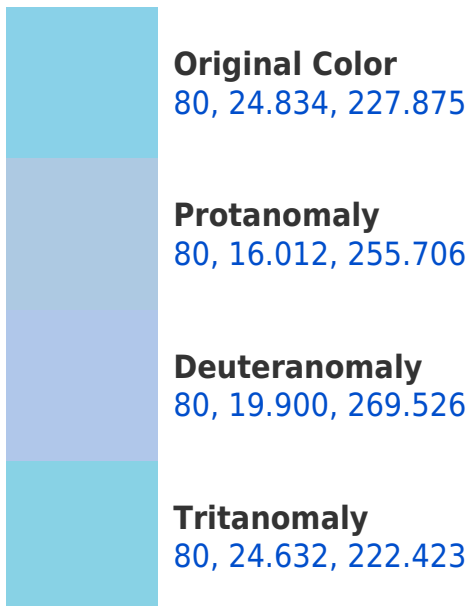 Original Color
80, 24.834, 227.875
Protanomaly
80, 16.012, 255.706
Deuteranomaly
80, 19.900, 269.526
Tritanomaly
80, 24.632, 222.423